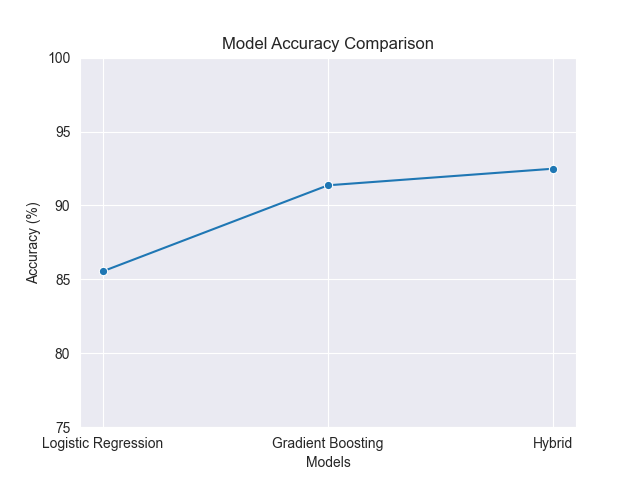 Model Accuracy Comparison
100
95
90
85
80
75
Accuracy (%)
Logistic Regression
Gradient Boosting
Hybrid
Models